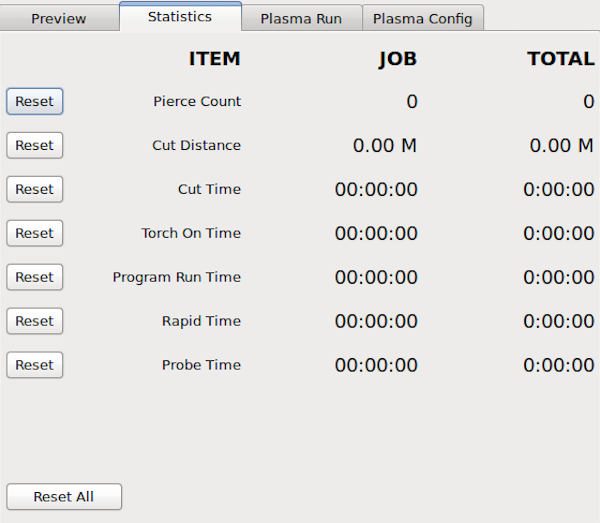 Preview Statistics Plasma Run Plasma Config
ITEM JOB TOTAL
Reset Pierce Count 0 0
Reset Cut Distance 0.00 M 0.00 M
Reset Cut Time 00:00:00 0:00:00
Reset Torch On Time 00:00:00 0:00:00
Reset Program Run Time 00:00:00 0:00:00
Reset Rapid Time 00:00:00 0:00:00
Reset Probe Time 00:00:00 0:00:00
Reset All